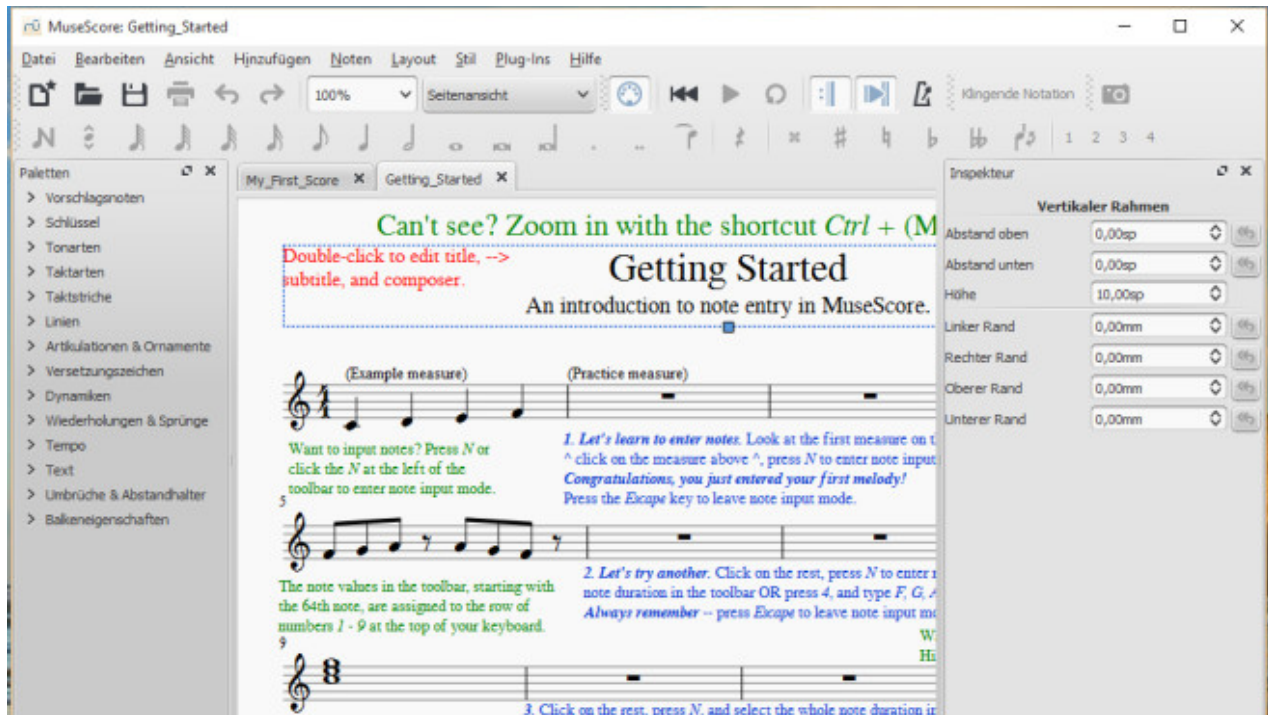 MuseScore: Getting_Started
Datei Bearbeiten Ansicht Hinzufügen Noten Layout Stil Plug-Ins Hilfe
100% Seitenansicht Klingende Notation
1 2 3 4
Paletten
Vorschlagsnoten
Schlüssel
Tonarten
Taktarten
Taktstriche
Linien
Artikulationen & Ornamente
Versetzungszeichen
Dynamiken
Wiederholungen & Sprünge
Tempo
Text
Umbrüche & Abstandhalter
Balkeneigenschaften
My_First_Score Getting_Started
Can't see? Zoom in with the shortcut Ctrl + (M
Double-click to edit title, -->
subtitle, and composer.
Getting Started
An introduction to note entry in MuseScore.
(Example measure) (Practice measure)
Want to input notes? Press N or
click the N at the left of the
toolbar to enter note input mode.
1. Let's learn to enter notes. Look at the first measure on t
^ click on the measure above ^, press N to enter note input
Congratulations, you just entered your first melody!
Press the Escape key to leave note input mode.
5
The note values in the toolbar, starting with
the 64th note, are assigned to the row of
numbers 1 - 9 at the top of your keyboard.
2. Let's try another. Click on the rest, press N to enter
note duration in the toolbar OR press 4, and type F, G, A
Always remember -- press Escape to leave note input mo
W
Hi
9
3. Click on the rest, press N, and select the whole note duration in
Inspekteur
Vertikaler Rahmen
Abstand oben 0,00sp
Abstand unten 0,00sp
Höhe 10,00sp
Linker Rand 0,00mm
Rechter Rand 0,00mm
Oberer Rand 0,00mm
Unterer Rand 0,00mm